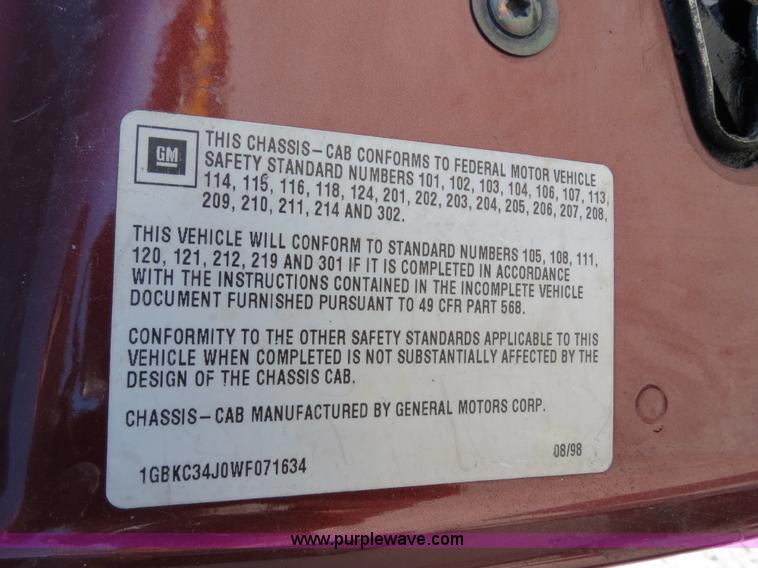 GM
THIS CHASSIS-CAB CONFORMS TO FEDERAL MOTOR VEHICLE
SAFETY STANDARD NUMBERS 101, 102, 103, 104, 106, 107, 113,
114, 115, 116, 118, 124, 201, 202, 203, 204, 205, 206, 207, 208,
209, 210, 211, 214 AND 302.
THIS VEHICLE WILL CONFORM TO STANDARD NUMBERS 105, 108, 111,
120, 121, 212, 219 AND 301 IF IT IS COMPLETED IN ACCORDANCE
WITH THE INSTRUCTIONS CONTAINED IN THE INCOMPLETE VEHICLE
DOCUMENT FURNISHED PURSUANT TO 49 CFR PART 568.
CONFORMITY TO THE OTHER SAFETY STANDARDS APPLICABLE TO THIS
VEHICLE WHEN COMPLETED IS NOT SUBSTANTIALLY AFFECTED BY THE
DESIGN OF THE CHASSIS CAB.
CHASSIS-CAB MANUFACTURED BY GENERAL MOTORS CORP.
08/98
1GBKC34J0WF071634
www.purplewave.com